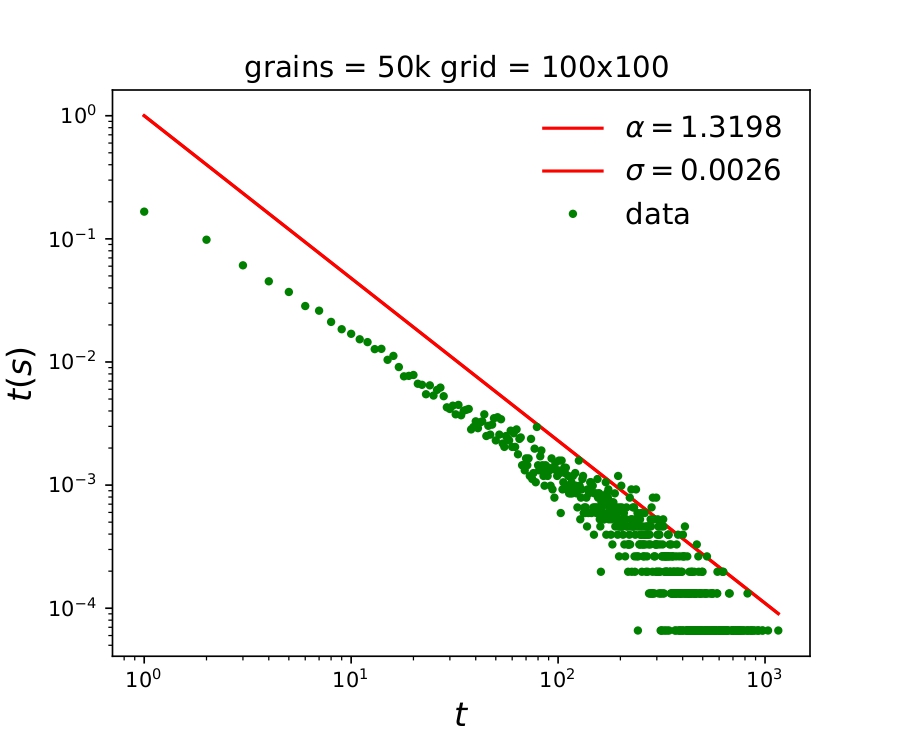 grains = 50k grid = 100x100
α = 1.3198
σ = 0.0026
data
t(s)
10⁰
10⁻¹
10⁻²
10⁻³
10⁻⁴
10⁰ 10¹ 10² 10³
t